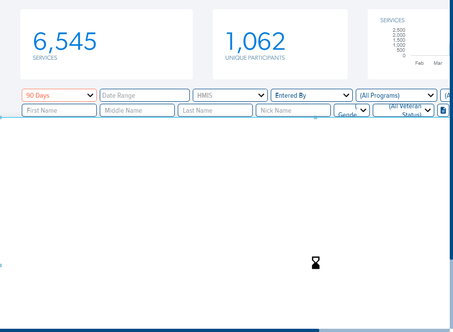 6,545
SERVICES
1,062
UNIQUE PARTICIPANTS
SERVICES
2,500
2,000
1,500
1,000
500
0
Feb Mar
90 Days
Date Range
HMIS
Entered By
(All Programs)
(A
First Name
Middle Name
Last Name
Nick Name
(
Gende
(All Veteran
Status)